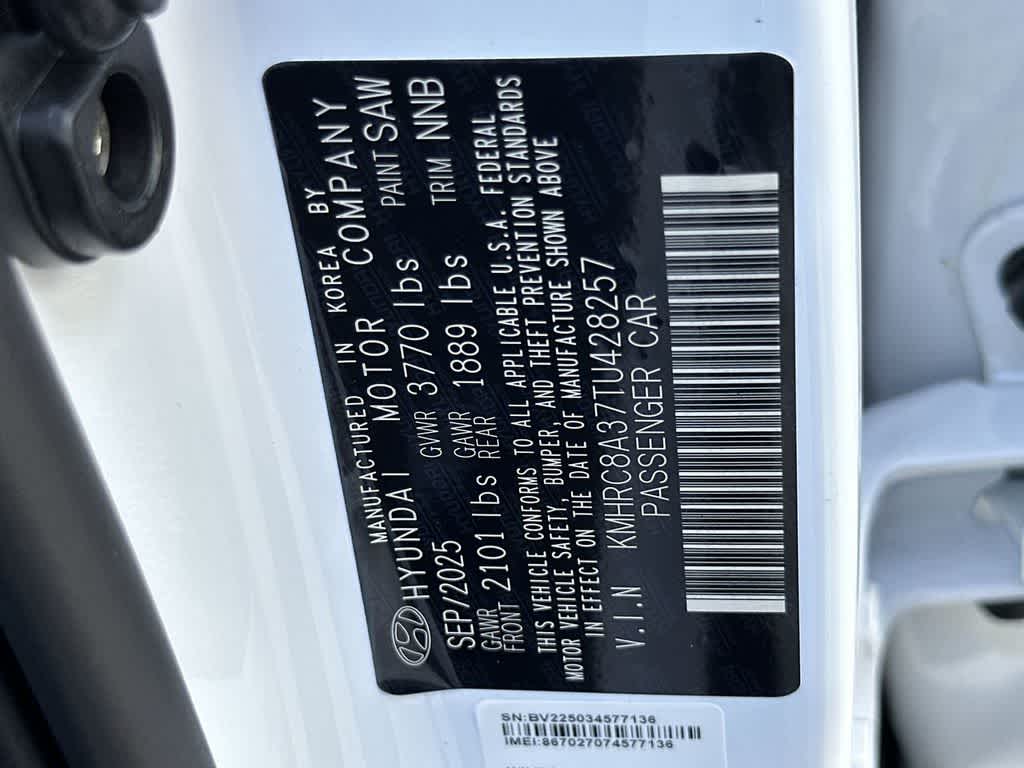 MANUFACTURED IN KOREA BY
HYUNDAI MOTOR COMPANY
SEP/2025 GVWR 3770 lbs PAINT SAW
GAWR FRONT 2101 lbs GAWR REAR 1889 lbs TRIM NNB
THIS VEHICLE CONFORMS TO ALL APPLICABLE U.S.A. FEDERAL
MOTOR VEHICLE SAFETY, BUMPER, AND THEFT PREVENTION STANDARDS
IN EFFECT ON THE DATE OF MANUFACTURE SHOWN ABOVE
V.I.N KMHRC8A37TU428257
PASSENGER CAR
SN:BV225034577136
IMEI:867027074577136